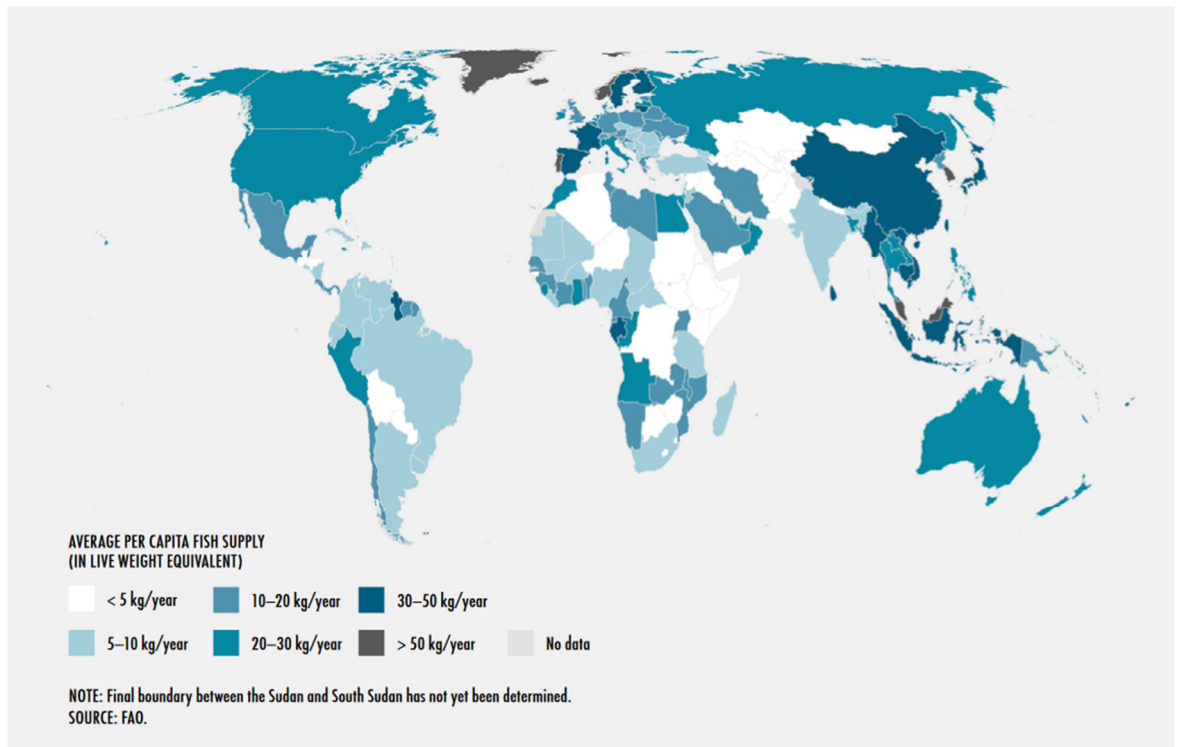 AVERAGE PER CAPITA FISH SUPPLY
(IN LIVE WEIGHT EQUIVALENT)
< 5 kg/year 10–20 kg/year 30–50 kg/year
5–10 kg/year 20–30 kg/year > 50 kg/year No data
NOTE: Final boundary between the Sudan and South Sudan has not yet been determined.
SOURCE: FAO.